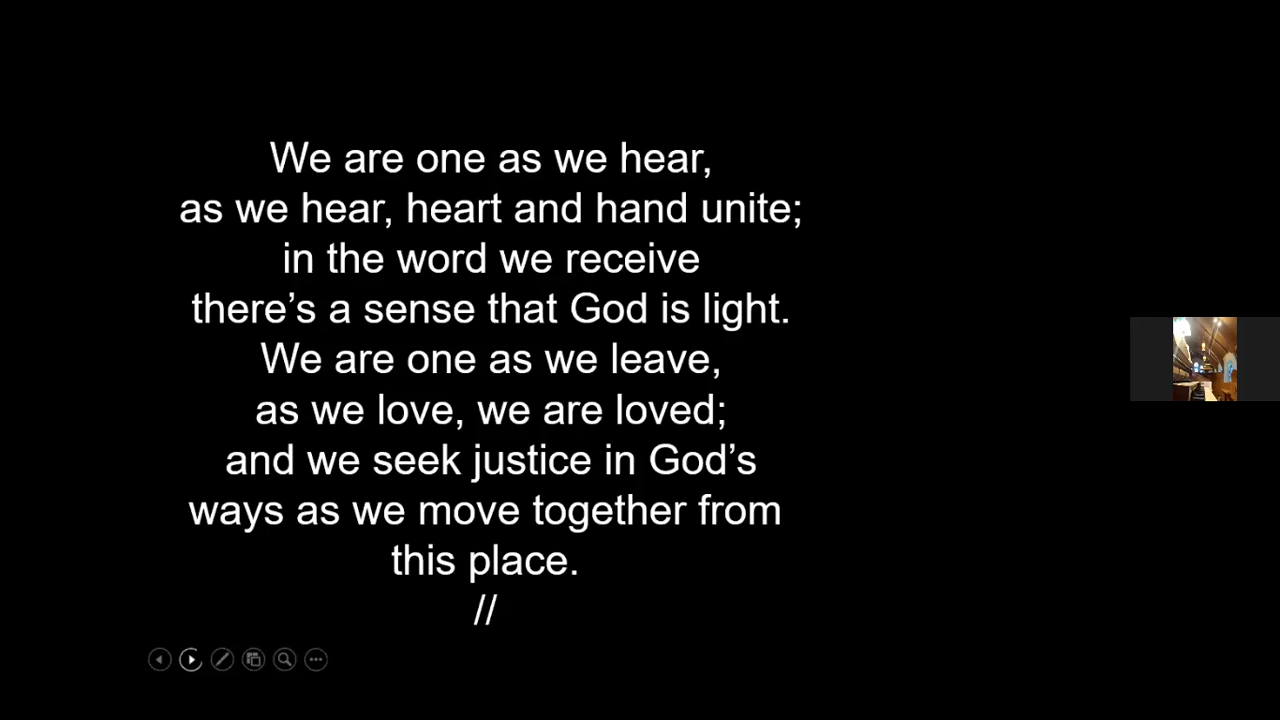 We are one as we hear,
as we hear, heart and hand unite;
in the word we receive
there’s a sense that God is light.
We are one as we leave,
as we love, we are loved;
and we seek justice in God’s
ways as we move together from
this place.
//